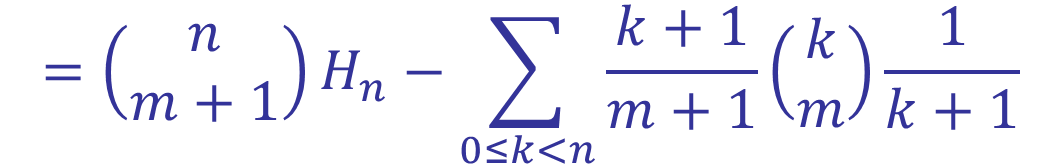 = \binom{n}{m+1} H_n - \sum_{0 \le k < n} \frac{k+1}{m+1} \binom{k}{m} \frac{1}{k+1}